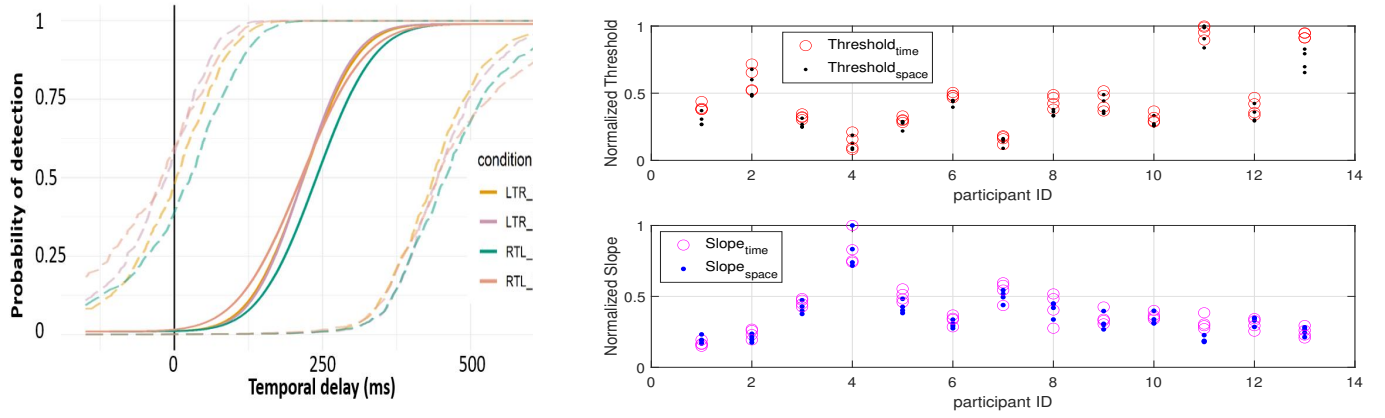 Probability of detection
1
0.75
0.5
0.25
0
0
250
500
Temporal delay (ms)
condition
LTR_
LTR_
RTL_
RTL_
Normalized Threshold
1
0.5
0
0
2
4
6
8
10
12
14
participant ID
Threshold_time
Threshold_space
Normalized Slope
1
0.5
1
0
2
4
6
8
10
12
14
participant ID
Slope_time
Slope_space